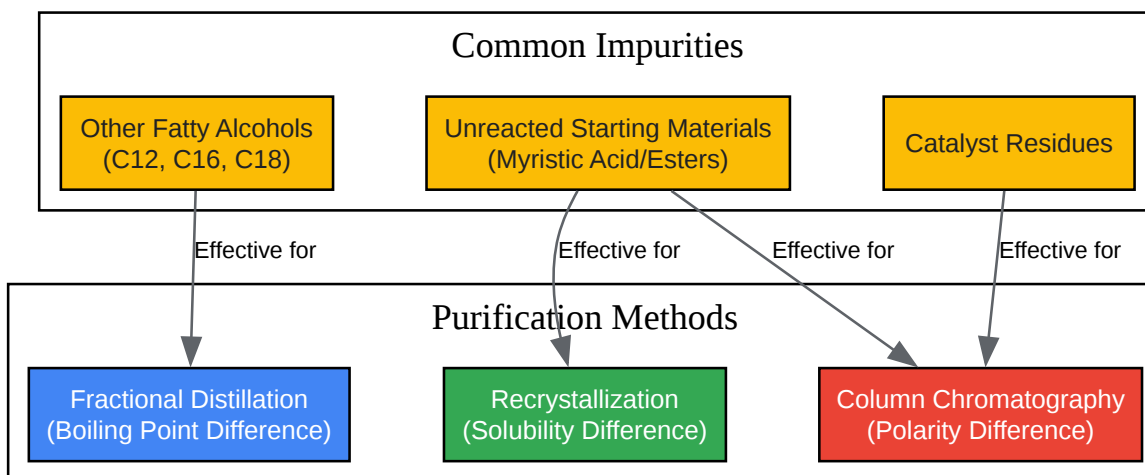 Common Impurities
Other Fatty Alcohols
(C12, C16, C18)
Unreacted Starting Materials
(Myristic Acid/Esters)
Catalyst Residues
Effective for
Effective for
Effective for
Effective for
Purification Methods
Fractional Distillation
(Boiling Point Difference)
Recrystallization
(Solubility Difference)
Column Chromatography
(Polarity Difference)